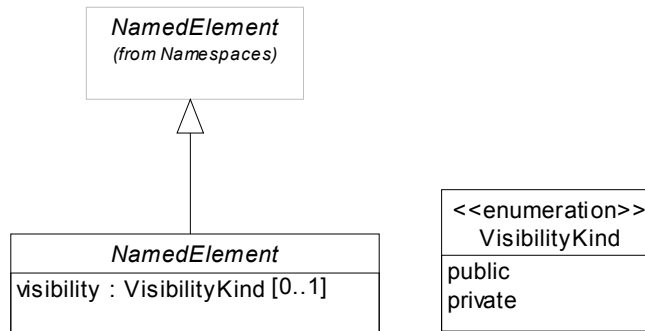 NamedElement
(from Namespaces)
NamedElement
visibility : VisibilityKind [0..1]
<<enumeration>>
VisibilityKind
public
private